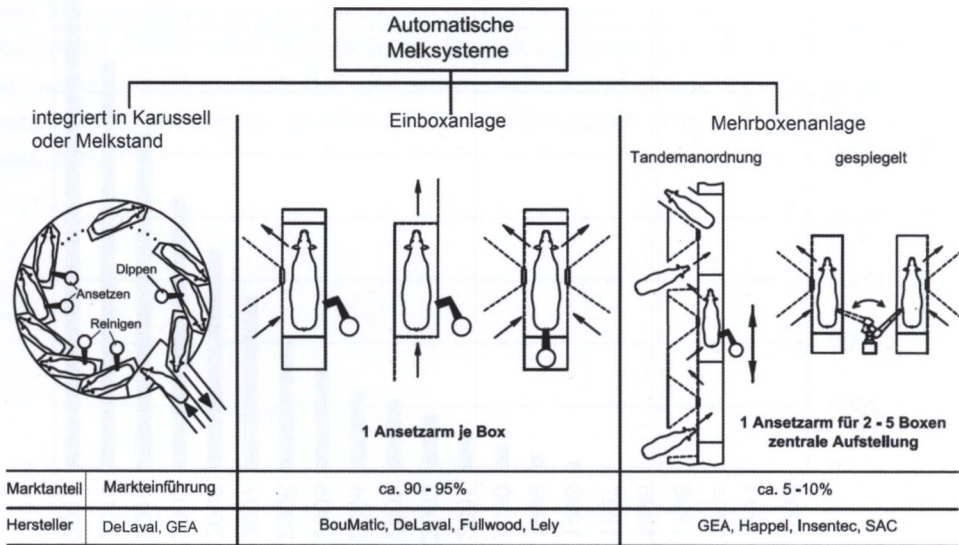 Automatische
Melksysteme
integriert in Karussell
oder Melkstand
Dippen
Ansetzen
Reinigen
Einboxanlage
1 Ansetzarm je Box
Mehrboxenanlage
Tandemanordnung
gespiegelt
1 Ansetzarm für 2 - 5 Boxen
zentrale Aufstellung
Marktanteil Markteinführung ca. 90 - 95% ca. 5 -10%
Hersteller DeLaval, GEA BouMatic, DeLaval, Fullwood, Lely GEA, Happel, Insentec, SAC